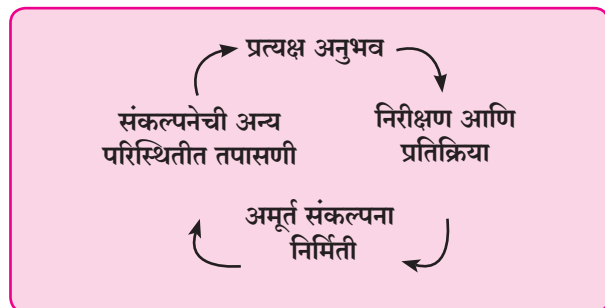 प्रत्यक्ष अनुभव
निरीक्षण आणि
प्रतिक्रिया
अमूर्त संकल्पना
निर्मिती
संकल्पनेची अन्य
परिस्थितीत तपासणी